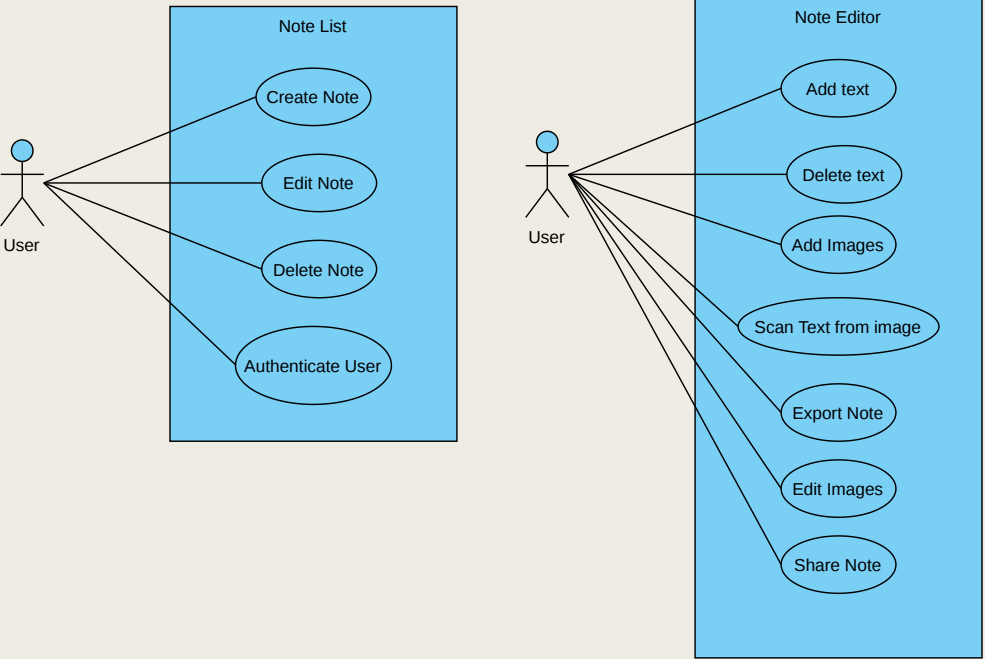 Note List
Create Note
Edit Note
Delete Note
Authenticate User
User
Note Editor
Add text
Delete text
Add Images
Scan Text from image
Export Note
Edit Images
Share Note
User